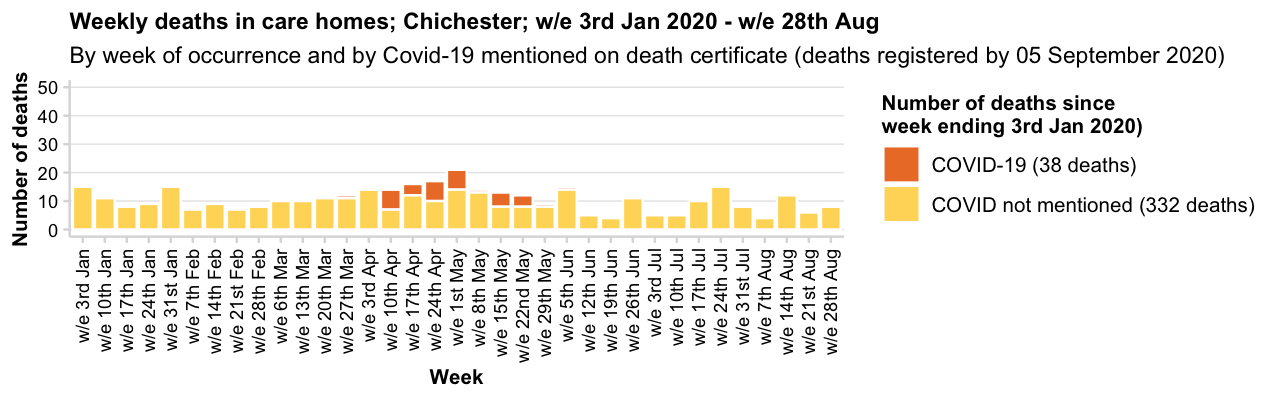 Weekly deaths in care homes; Chichester; w/e 3rd Jan 2020 - w/e 28th Aug
By week of occurrence and by Covid-19 mentioned on death certificate (deaths registered by 05 September 2020)
Number of deaths
50
40
30
20
10
0
w/e 3rd Jan
w/e 10th Jan
w/e 17th Jan
w/e 24th Jan
w/e 31st Jan
w/e 7th Feb
w/e 14th Feb
w/e 21st Feb
w/e 28th Feb
w/e 6th Mar
w/e 13th Mar
w/e 20th Mar
w/e 27th Mar
w/e 3rd Apr
w/e 10th Apr
w/e 17th Apr
w/e 24th Apr
w/e 1st May
w/e 8th May
w/e 15th May
w/e 22nd May
w/e 29th May
w/e 5th Jun
w/e 12th Jun
w/e 19th Jun
w/e 26th Jun
w/e 3rd Jul
w/e 10th Jul
w/e 17th Jul
w/e 24th Jul
w/e 31st Jul
w/e 7th Aug
w/e 14th Aug
w/e 21st Aug
w/e 28th Aug
Week
Number of deaths since
week ending 3rd Jan 2020)
COVID-19 (38 deaths)
COVID not mentioned (332 deaths)